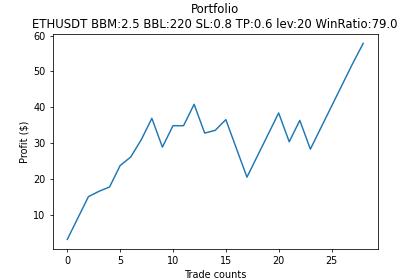 Portfolio
ETHUSDT BBM:2.5 BBL:220 SL:0.8 TP:0.6 lev:20 WinRatio:79.0
60
50
40
30
20
10
Profit ($)
0 5 10 15 20 25
Trade counts